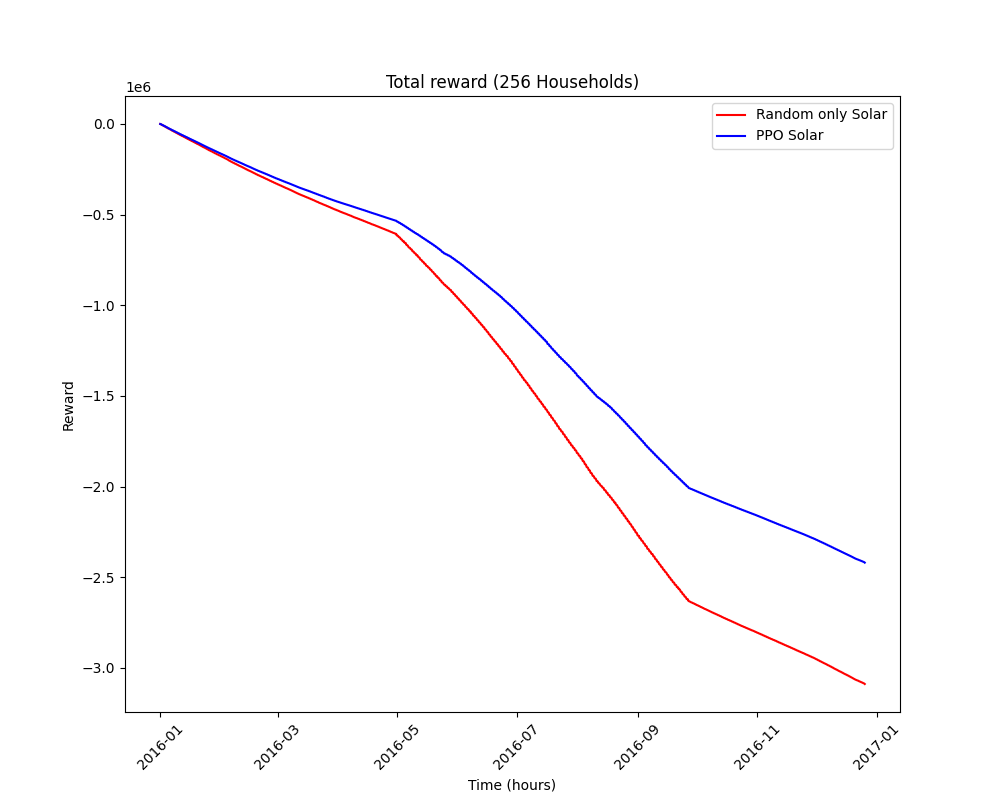 Total reward (256 Households)
1e6
Random only Solar
PPO Solar
0.0
−0.5
−1.0
−1.5
−2.0
−2.5
−3.0
Reward
2016-01
2016-03
2016-05
2016-07
2016-09
2016-11
2017-01
Time (hours)